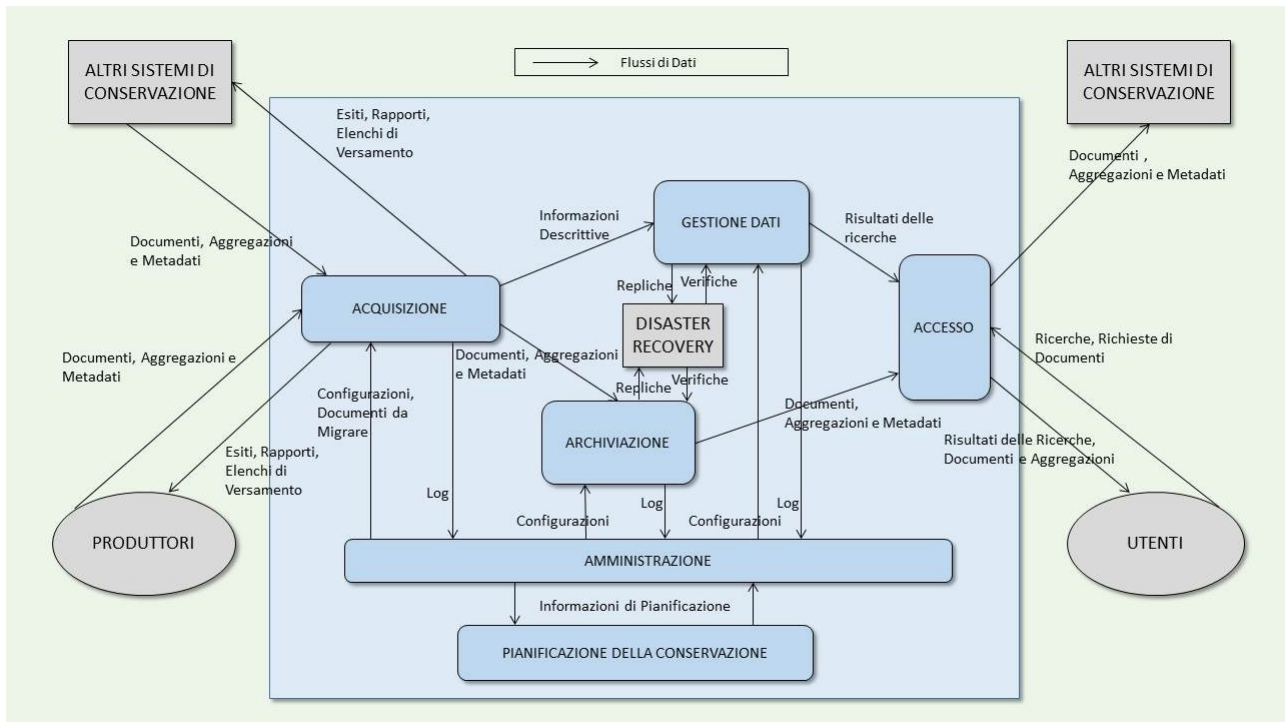 ALTRI SISTEMI DI
CONSERVAZIONE
Flussi di Dati
ALTRI SISTEMI DI
CONSERVAZIONE
Esiti, Rapporti,
Elenchi di
Versamento
Documenti ,
Aggregazioni e Metadati
Informazioni
Descrittive
GESTIONE DATI
Risultati delle
ricerche
Documenti, Aggregazioni
e Metadati
Repliche
Verifiche
ACQUISIZIONE
DISASTER
RECOVERY
ACCESSO
Ricerche, Richieste di
Documenti
Documenti, Aggregazioni e
Metadati
Documenti, Aggregazioni
e Metadati
Repliche
Verifiche
Configurazioni,
Documenti da
Migrare
Documenti,
Aggregazioni e Metadati
ARCHIVIAZIONE
Risultati delle Ricerche,
Documenti e Aggregazioni
Esiti, Rapporti,
Elenchi di
Versamento
Log
Log
Log
Configurazioni
Configurazioni
PRODUTTORI
UTENTI
AMMINISTRAZIONE
Informazioni di Pianificazione
PIANIFICAZIONE DELLA CONSERVAZIONE